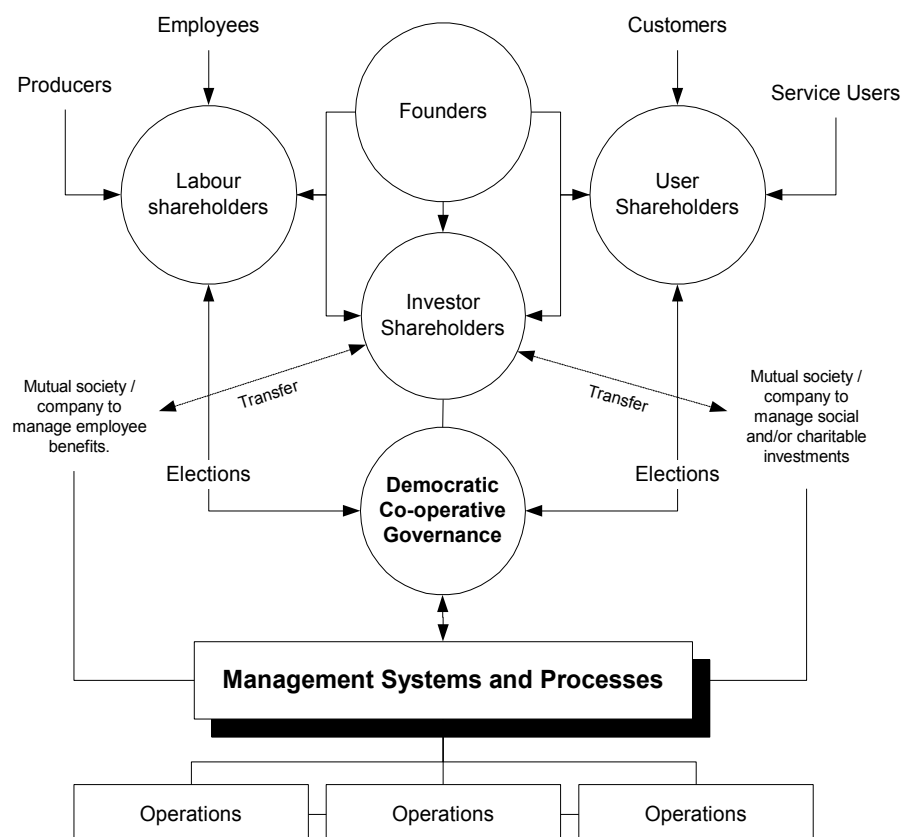 Employees
Customers
Producers
Founders
Service Users
Labour
shareholders
User
Shareholders
Investor
Shareholders
Mutual society /
company to
manage employee
benefits.
Transfer
Transfer
Mutual society /
company to
manage social
and/or charitable
investments
Elections
Elections
Democratic
Co-operative
Governance
Management Systems and Processes
Operations
Operations
Operations